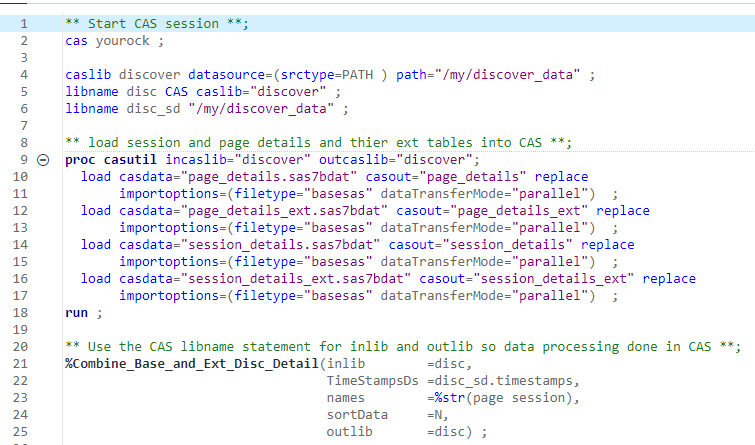 1 ** Start CAS session **;
2 cas yourock ;
3
4 caslib discover datasource=(srctype=PATH ) path="/my/discover_data" ;
5 libname disc CAS caslib="discover" ;
6 libname disc_sd "/my/discover_data" ;
7
8 ** load session and page details and thier ext tables into CAS **;
9 proc casutil incaslib="discover" outcaslib="discover";
10 load casdata="page_details.sas7bdat" casout="page_details" replace
11 importoptions=(filetype="basesas" dataTransferMode="parallel") ;
12 load casdata="page_details_ext.sas7bdat" casout="page_details_ext" replace
13 importoptions=(filetype="basesas" dataTransferMode="parallel") ;
14 load casdata="session_details.sas7bdat" casout="session_details" replace
15 importoptions=(filetype="basesas" dataTransferMode="parallel") ;
16 load casdata="session_details_ext.sas7bdat" casout="session_details_ext" replace
17 importoptions=(filetype="basesas" dataTransferMode="parallel") ;
18 run ;
19
20 ** Use the CAS libname statement for inlib and outlib so data processing done in CAS **;
21 %Combine_Base_and_Ext_Disc_Detail(inlib =disc,
22 TimeStampsDs =disc_sd.timestamps,
23 names =%str(page session),
24 sortData =N,
25 outlib =disc) ;